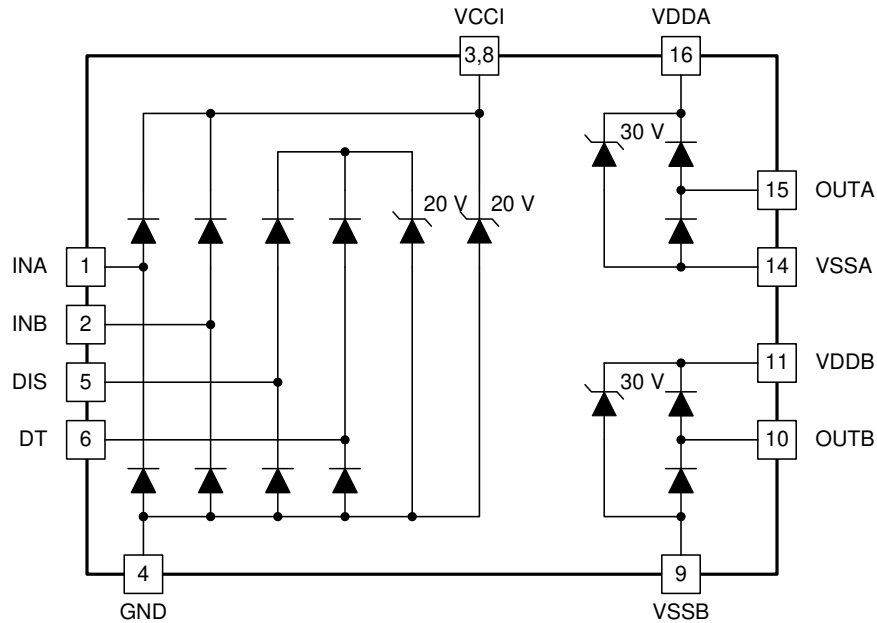 VCCI
VDDA
3,8
16
30 V
15
OUTA
20 V
20 V
INA
1
14
VSSA
INB
2
11
VDDB
DIS
5
30 V
DT
6
10
OUTB
4
9
GND
VSSB